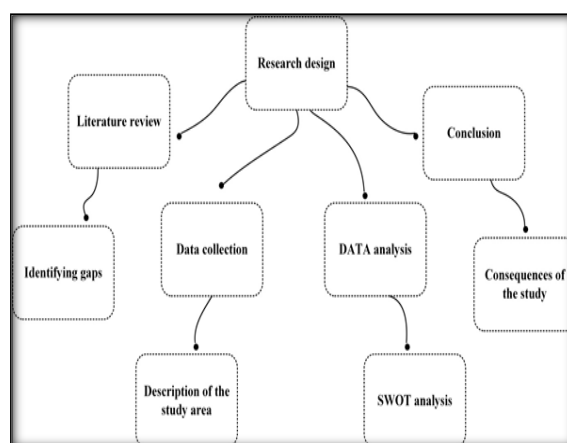 Research design
Literature review
Conclusion
Identifying gaps
Data collection
DATA analysis
Consequences of
the study
Description of the
study area
SWOT analysis